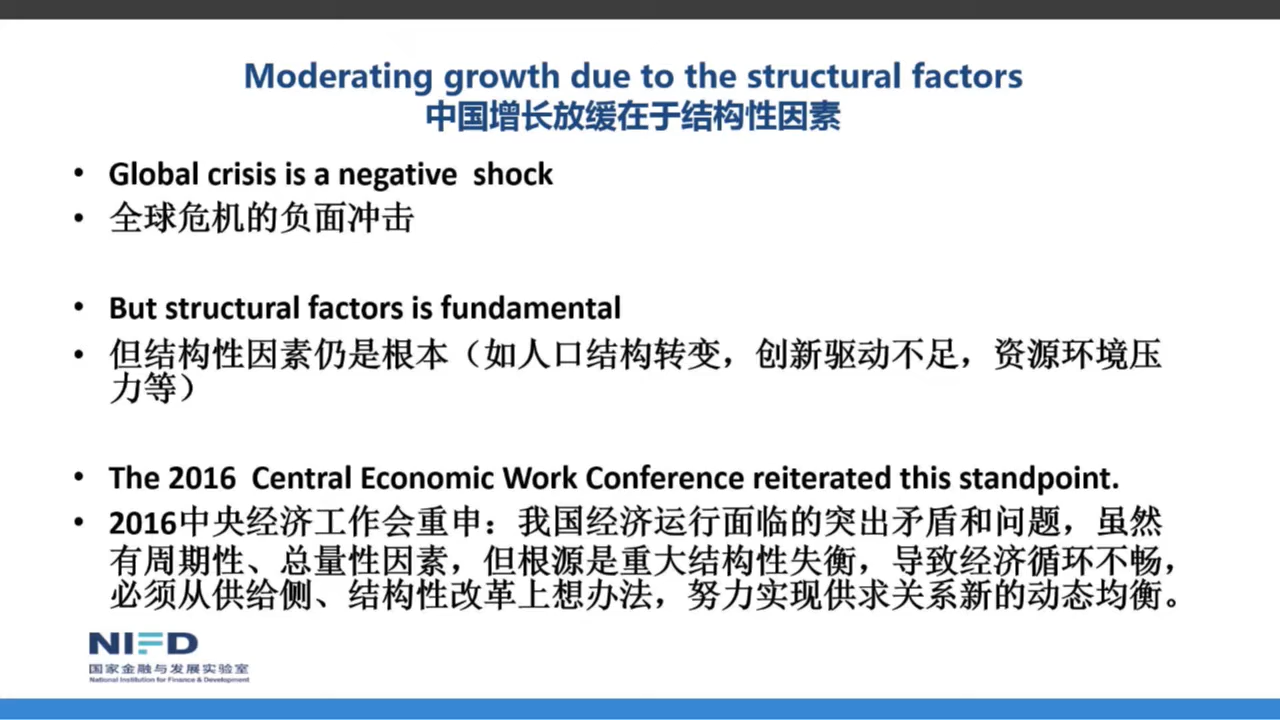 Moderating growth due to the structural factors
中国增长放缓在于结构性因素
• Global crisis is a negative shock
• 全球危机的负面冲击
• But structural factors is fundamental
• 但结构性因素仍是根本（如人口结构转变，创新驱动不足，资源环境压
力等）
• The 2016 Central Economic Work Conference reiterated this standpoint.
• 2016中央经济工作会重申：我国经济运行面临的突出矛盾和问题，虽然
有周期性、总量性因素，但根源是重大结构性失衡，导致经济循环不畅，
必须从供给侧、结构性改革上想办法，努力实现供求关系新的动态均衡。
NIFD
国家金融与发展实验室
National Institution for Finance & Development